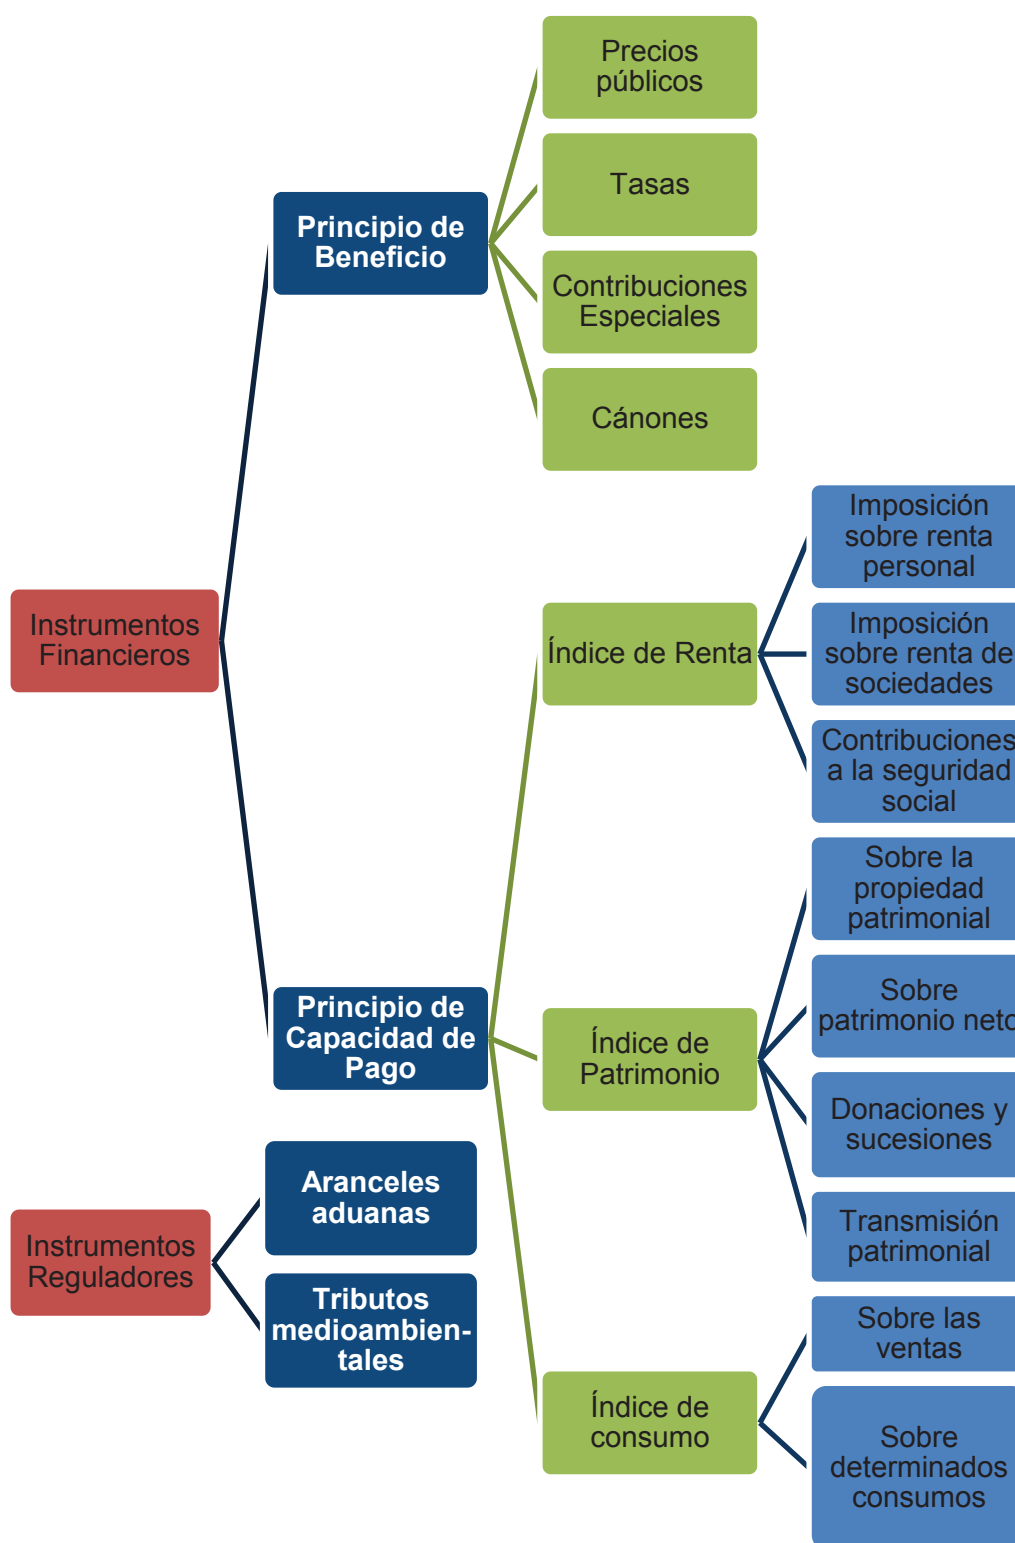 Precios
públicos
Tasas
Principio de
Beneficio
Contribuciones
Especiales
Cánones
Imposición
sobre renta
personal
Instrumentos
Financieros
Índice de Renta
Imposición
sobre renta de
sociedades
Contribuciones
a la seguridad
social
Sobre la
propiedad
patrimonial
Principio de
Capacidad de
Pago
Índice de
Patrimonio
Sobre
patrimonio neto
Donaciones y
sucesiones
Transmisión
patrimonial
Instrumentos
Reguladores
Aranceles
aduanas
Tributos
medioambien-
tales
Índice de
consumo
Sobre las
ventas
Sobre
determinados
consumos